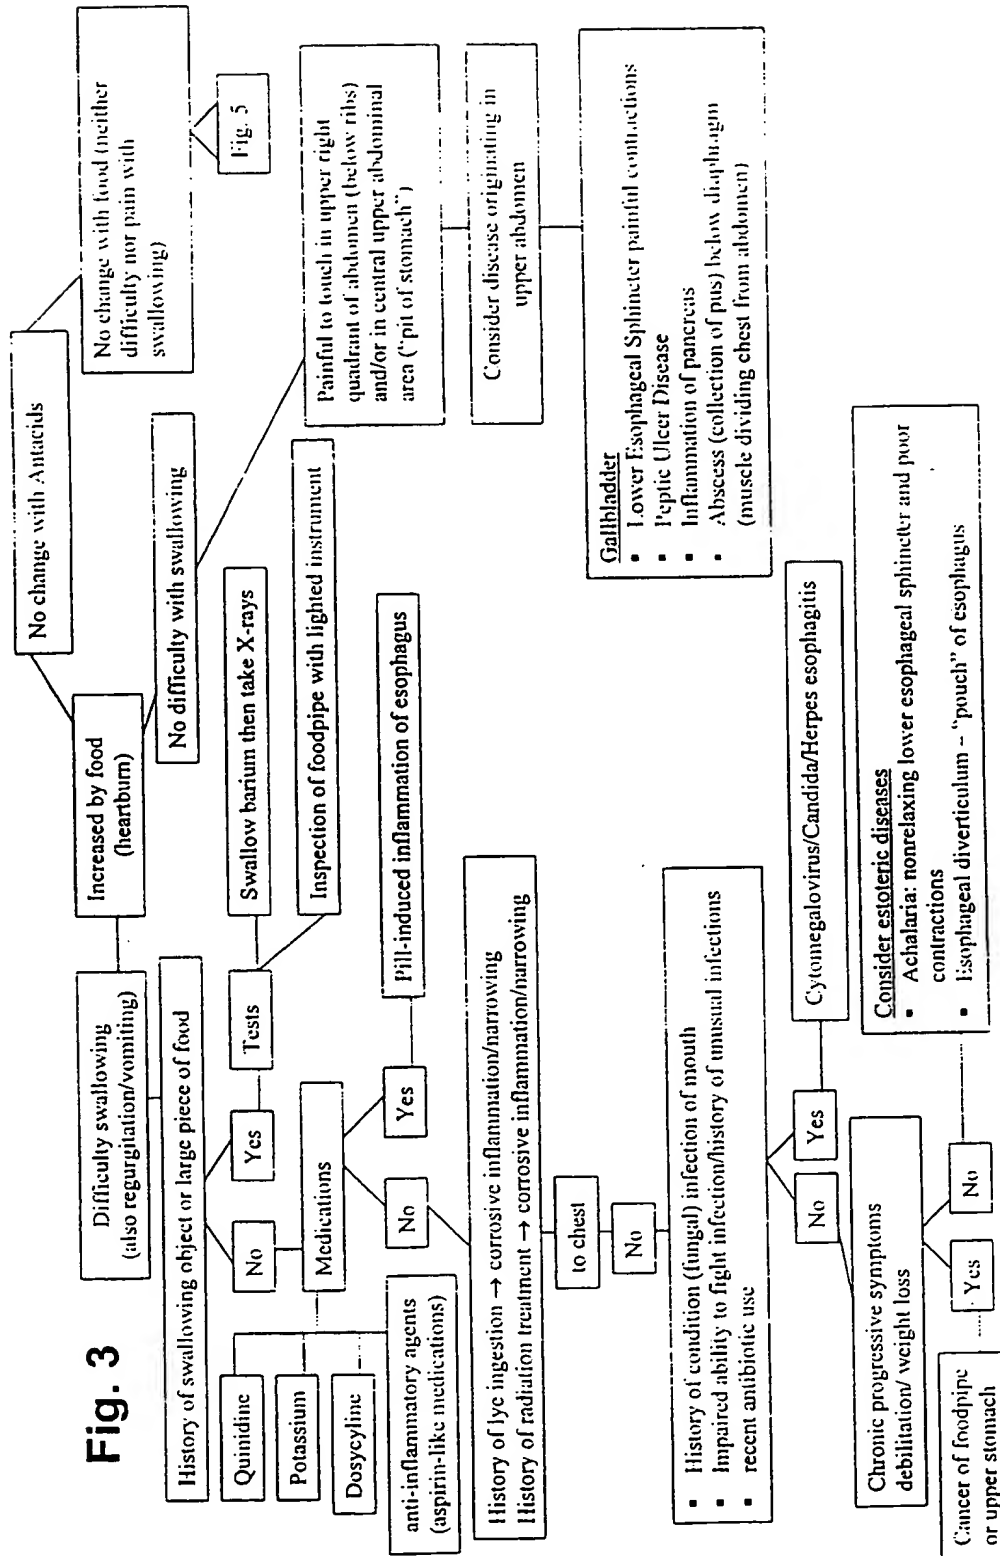 Fig. 3
No change with Antacids
Increased by food
(heartburn)
No change with food (neither
difficulty nor pain with
swallowing)
Fig. 5
Difficulty swallowing
(also regurgitation/vomiting)
No difficulty with swallowing
History of swallowing object or large piece of food
No
Yes
Tests
Swallow barium then take X-rays
Inspection of foodpipe with lighted instrument
Painful to touch in upper right
quadrant of abdomen (below ribs)
and/or in central upper abdominal
area ("pit of stomach")
Quinidine
Potassium
Dosycyline
anti-inflammatory agents
(aspirin-like medications)
Medications
No
Yes
Pill-induced inflammation of esophagus
Consider disease originating in
upper abdomen
History of lye ingestion → corrosive inflammation/narrowing
History of radiation treatment → corrosive inflammation/narrowing
to chest
No
Gallbladder
▪ Lower Esophageal Sphincter painful contractions
▪ Peptic Ulcer Disease
▪ Inflammation of pancreas
▪ Abscess (collection of pus) below diaphragm
(muscle dividing chest from abdomen)
▪ History of condition (fungal) infection of mouth
▪ Impaired ability to fight infection/history of unusual infections
▪ recent antibiotic use
No
Yes
Cytomegalovirus/Candida/Herpes esophagitis
Chronic progressive symptoms
debilitation/ weight loss
Yes
No
Cancer of foodpipe
or upper stomach
Consider estoteric diseases
▪ Achalaria: nonrelaxing lower esophageal sphincter and poor
contractions
▪ Esophageal diverticulum – "pouch" of esophagus